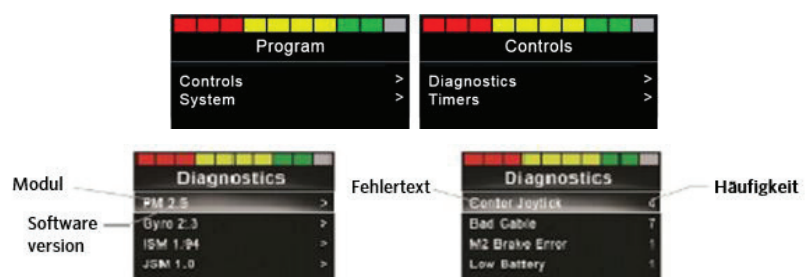 Program
Controls >
System >
Controls
Diagnostics >
Timers >
Modul
Software
version
Diagnostics
PM 2.5 >
Gyro 2.3 >
ISM 1.94 >
JSM 1.0 >
Fehlertext
Häufigkeit
Diagnostics
Center Joytick 4
Bad Cable 7
M2 Brake Error 1
Low Battery 1